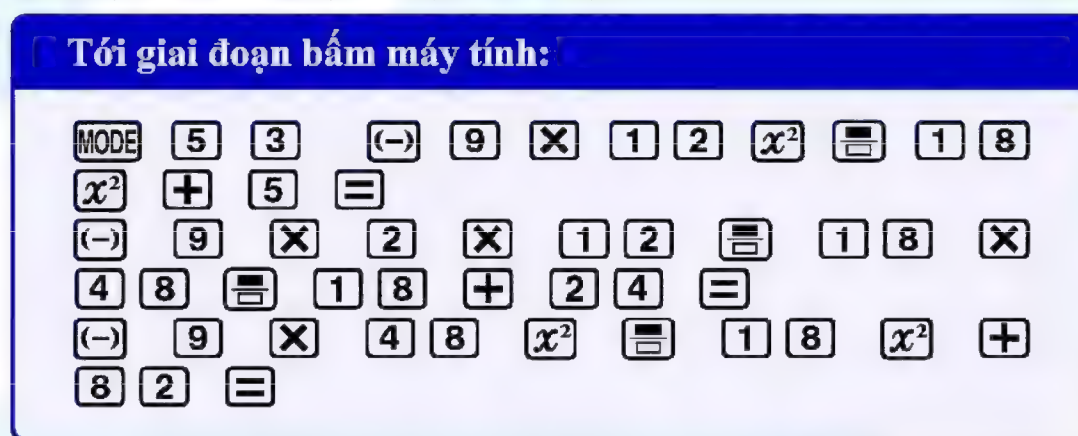 Tới giai đoạn bấm máy tính:
MODE 5 3 (-) 9 X 1 2 x² ▤ 1 8
x² + 5 =
(-) 9 X 2 X 1 2 ▤ 1 8 X
4 8 ▤ 1 8 + 2 4 =
(-) 9 X 4 8 x² ▤ 1 8 x² +
8 2 =